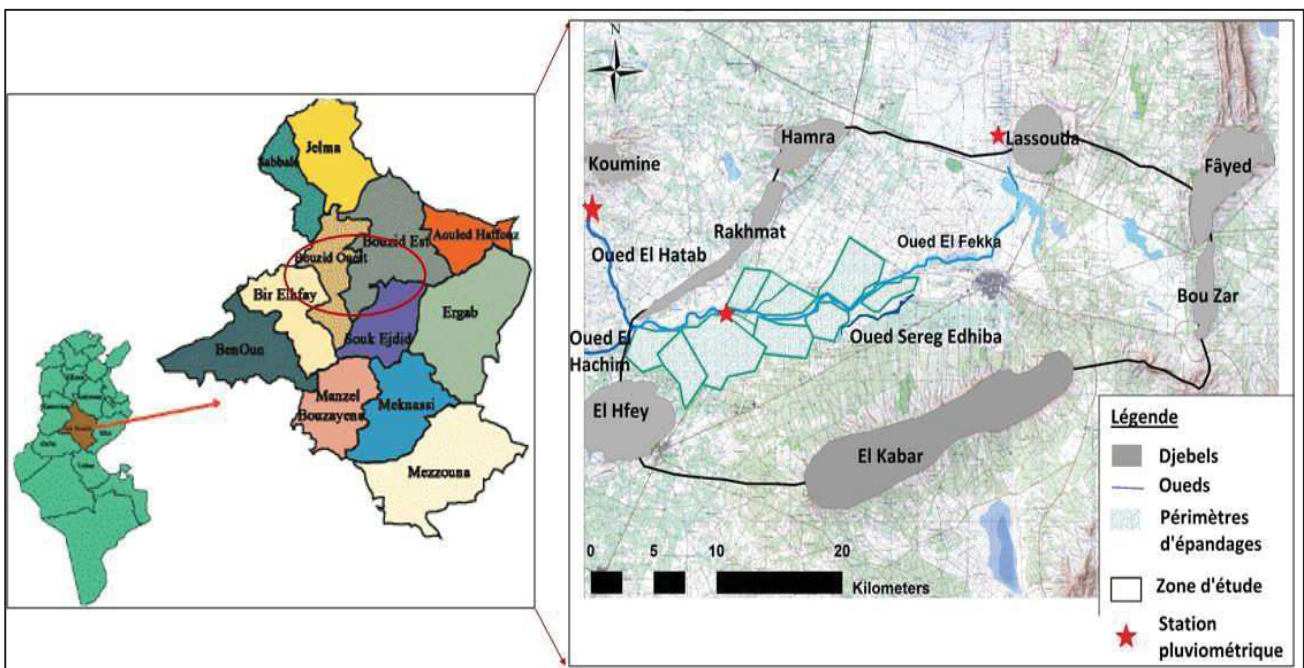 Jelma
Sabbale
Bouzid Est
Aouled Haffouz
Bouzid Ouest
Bir Elhfay
Ergab
Souk Ejdid
BenOun
Manzel
Bouzayena
Meknassi
Mezzouna
N
Hamra
Lassouda
Koumine
Fâyed
Rakhmat
Oued El Hatab
Oued El Fekka
Bou Zar
Oued El
Hachim
Oued Sereg Edhiba
El Hfey
El Kabar
0 5 10 20
Kilometers
Légende
Djebels
Oueds
Périmètres
d'épandages
Zone d'étude
Station
pluviométrique